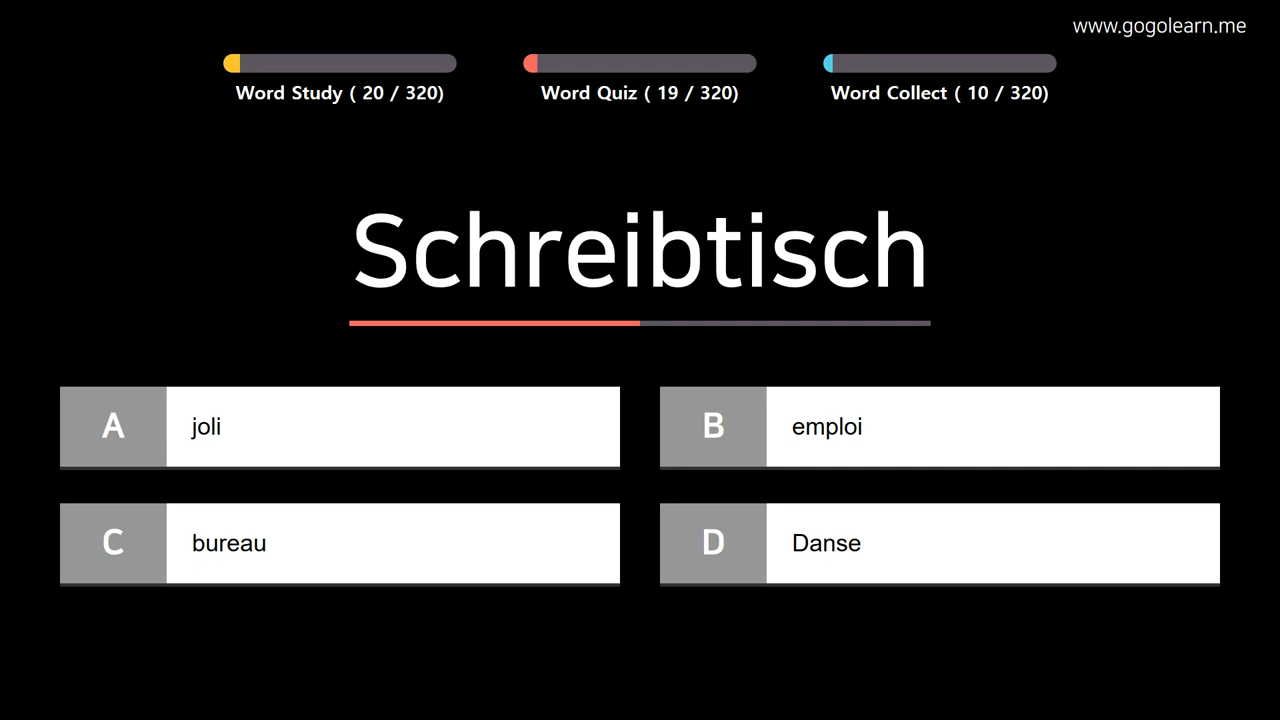 www.gogolearn.me
Word Study ( 20 / 320)
Word Quiz ( 19 / 320)
Word Collect ( 10 / 320)
Schreibtisch
A joli
B emploi
C bureau
D Danse